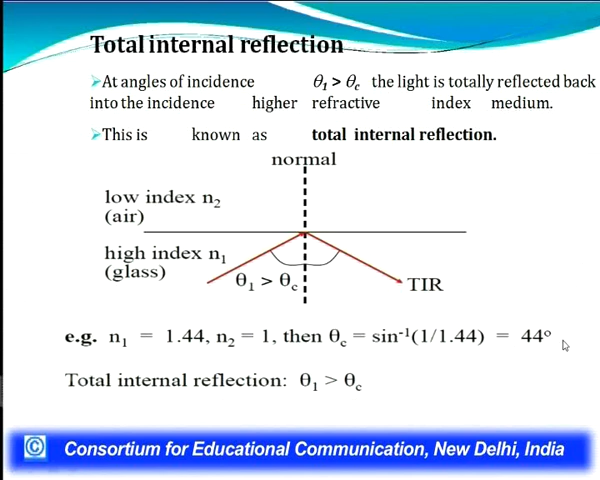 Total internal reflection
➢At angles of incidence θ₁ > θc the light is totally reflected back
into the incidence higher refractive index medium.
➢This is known as total internal reflection.
normal
low index n₂
(air)
high index n₁
(glass)
θ₁ > θc
TIR
e.g. n₁ = 1.44, n₂ = 1, then θc = sin⁻¹(1/1.44) = 44°
Total internal reflection: θ₁ > θc
© Consortium for Educational Communication, New Delhi, India